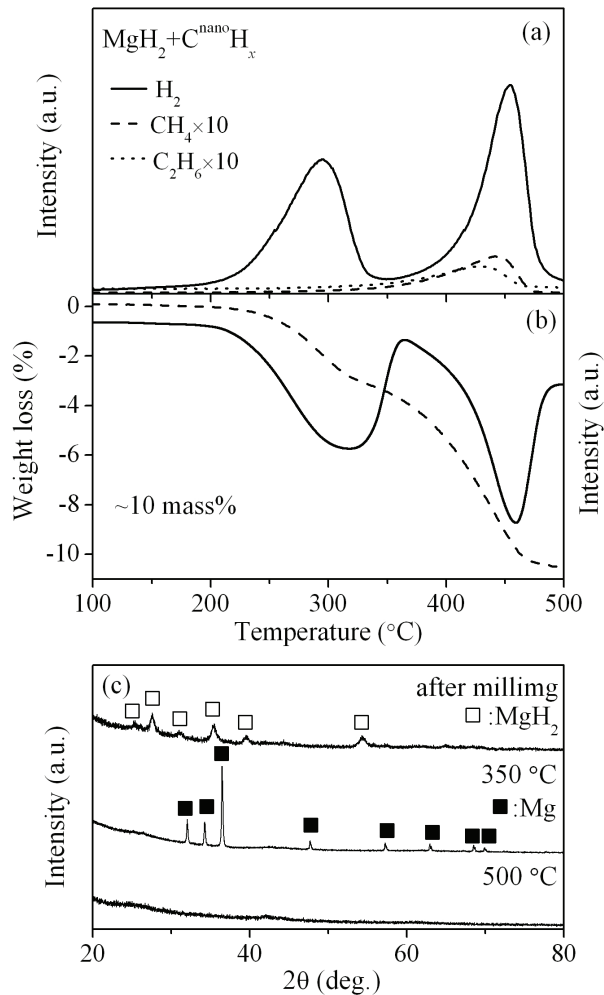 MgH₂+CⁿᵃⁿᵒHₓ
(a)
H₂
CH₄×10
C₂H₆×10
Intensity (a.u.)
0
-2
-4
-6
-8
-10
Weight loss (%)
(b)
~10 mass%
Intensity (a.u.)
100 200 300 400 500
Temperature (°C)
(c)
after millimg
□ :MgH₂
350 °C
■ :Mg
500 °C
Intensity (a.u.)
20 40 60 80
2θ (deg.)